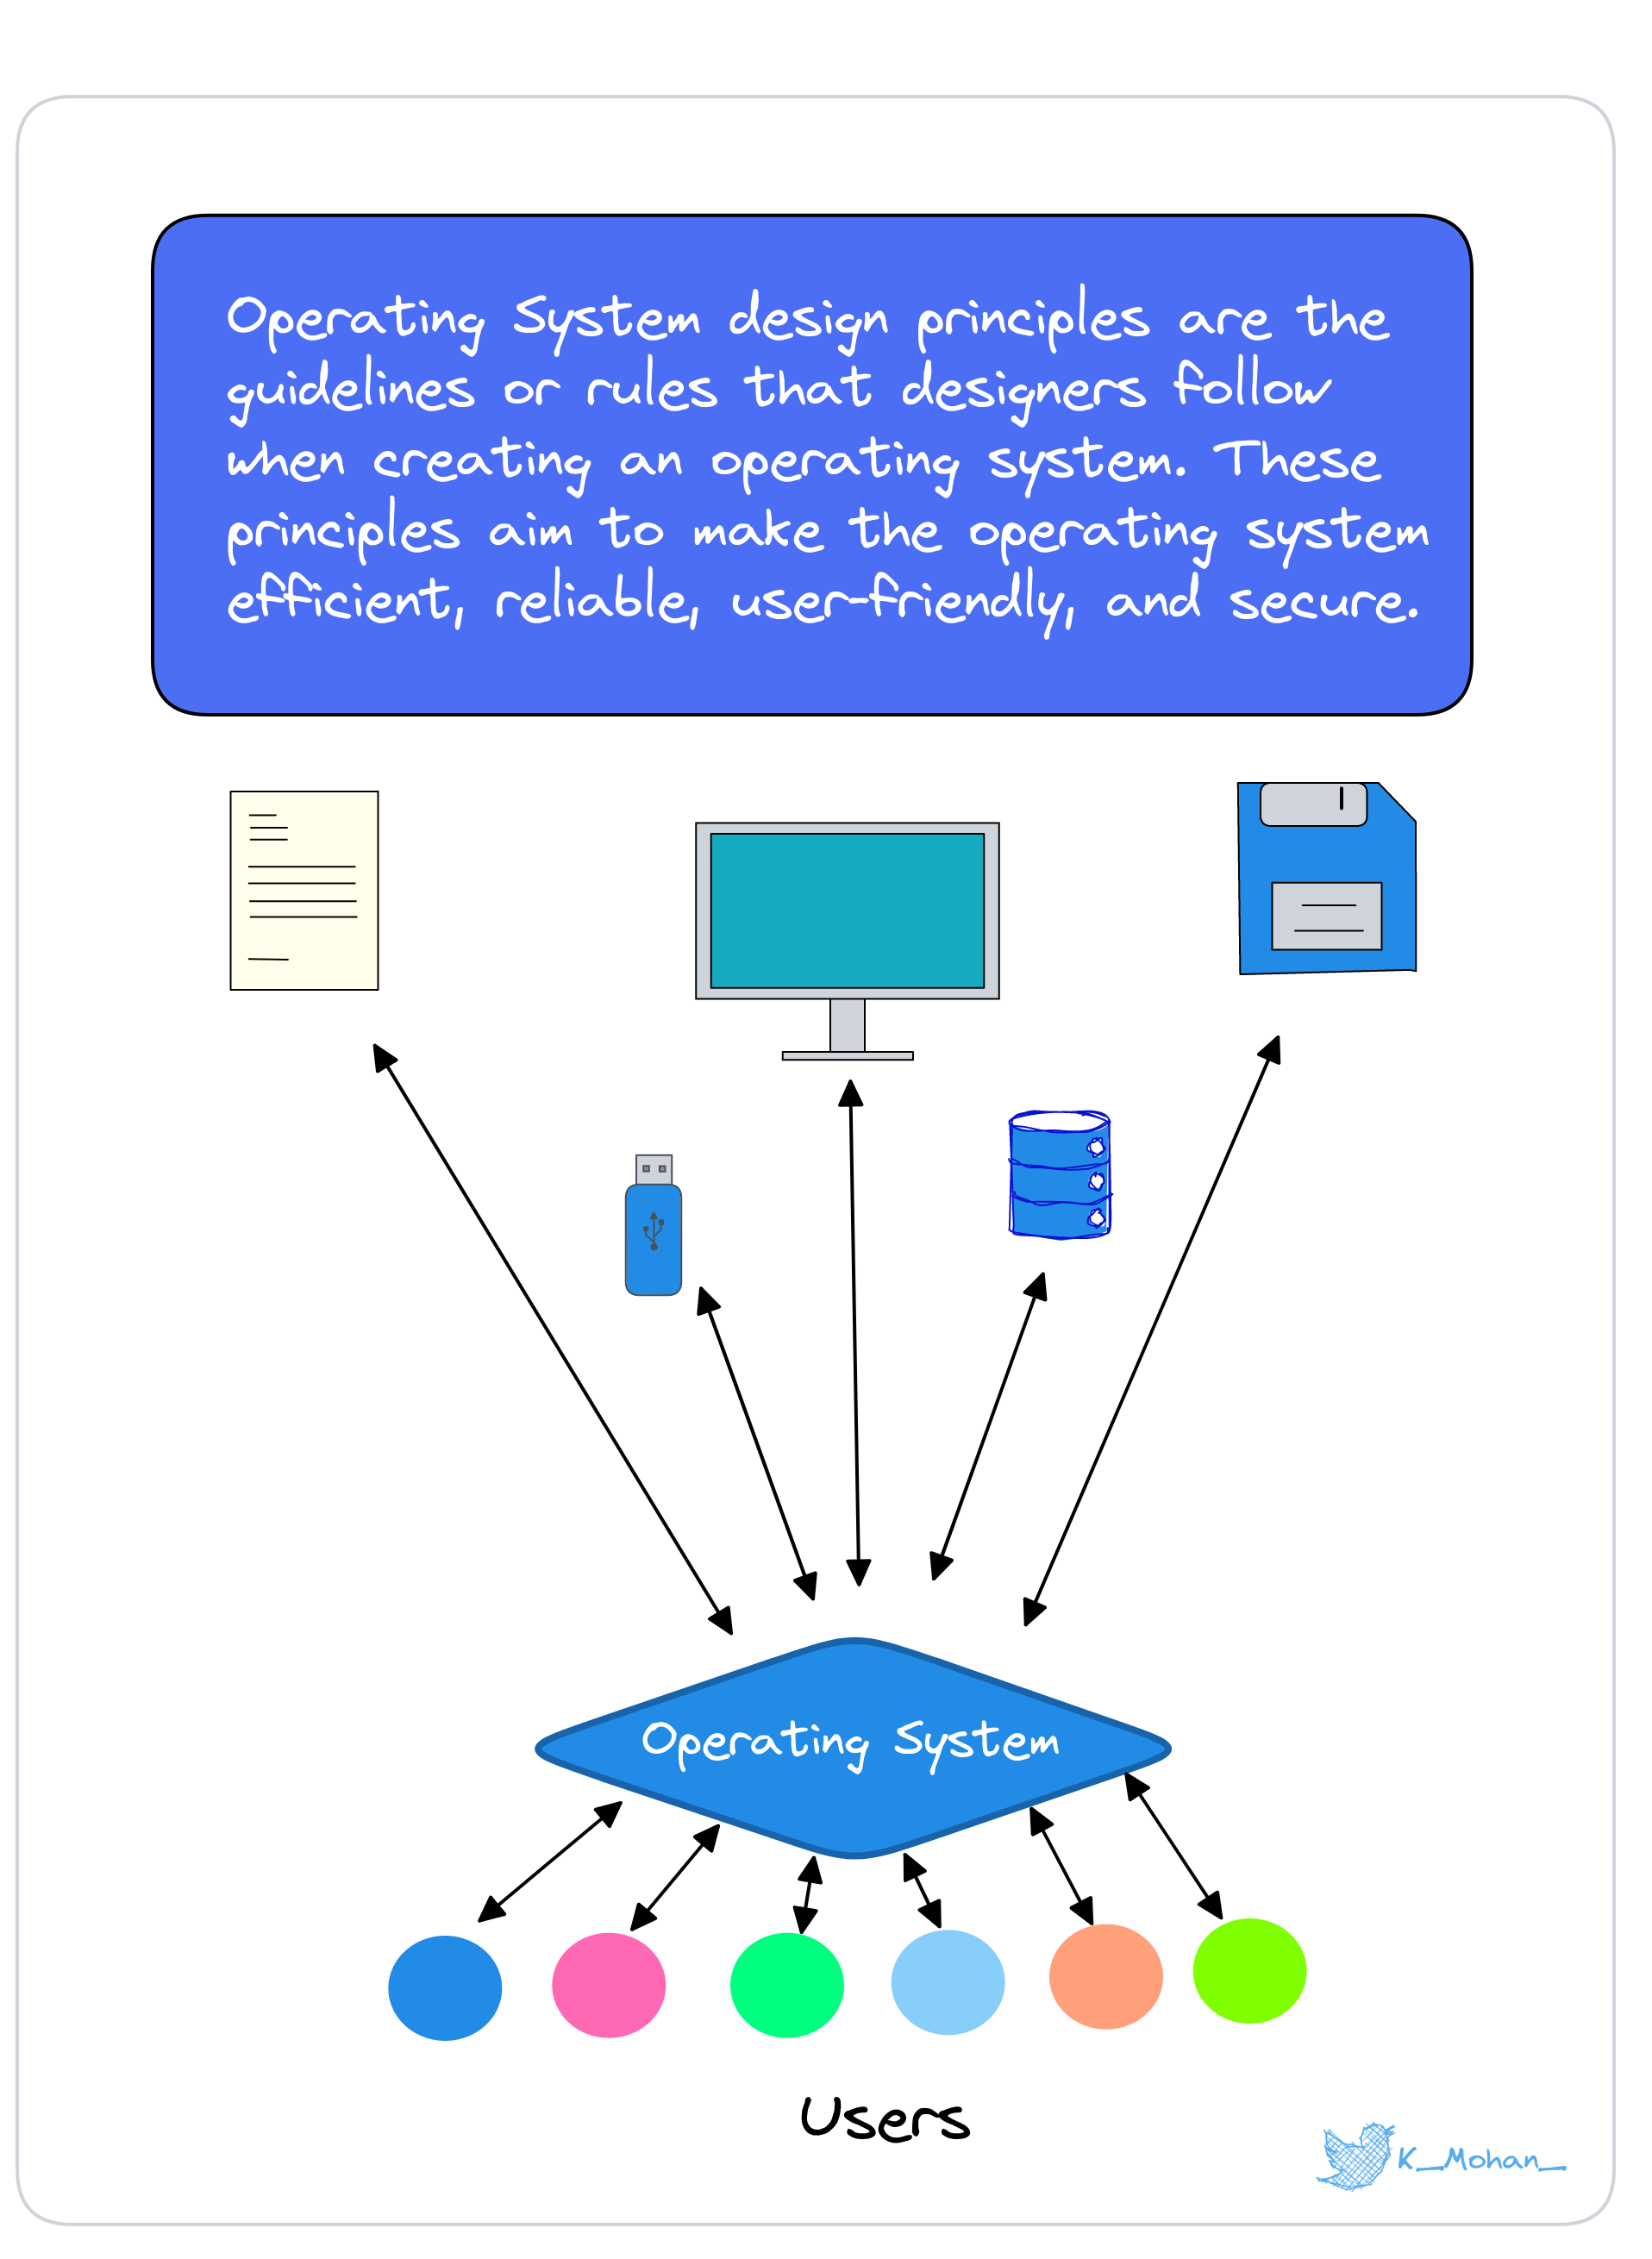 Operating System design principles are the
guidelines or rules that designers follow
when creating an operating system. These
principles aim to make the operating system
efficient, reliable, user-friendly, and secure.
Operating System
Users
K_Mohan_